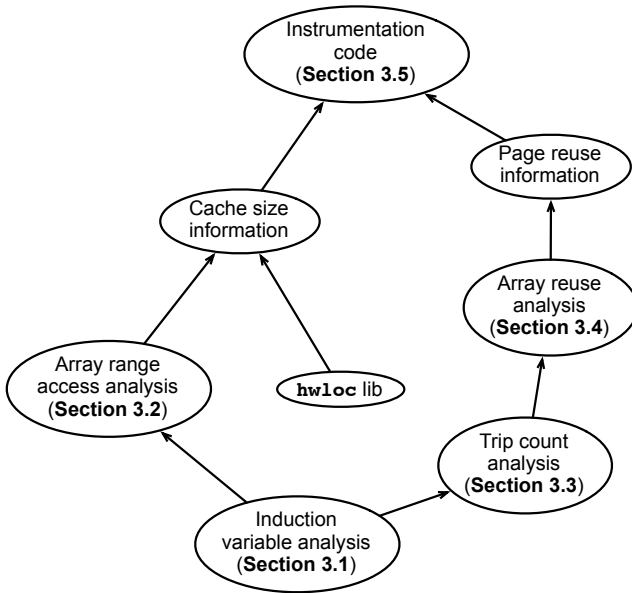 Instrumentation
code
(Section 3.5)
Page reuse
information
Cache size
information
Array reuse
analysis
(Section 3.4)
Array range
access analysis
(Section 3.2)
hwloc lib
Trip count
analysis
(Section 3.3)
Induction
variable analysis
(Section 3.1)